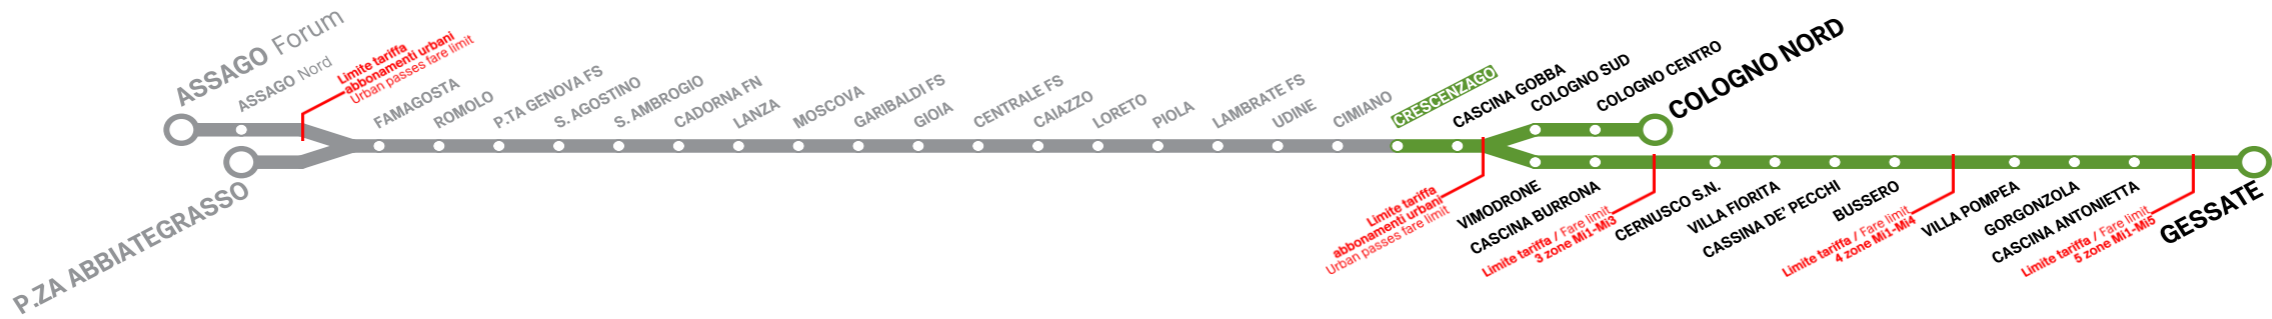 ASSAGO Forum
ASSAGO Nord
Limite tariffa
abbonamenti urbani
Urban passes fare limit
P.ZA ABBIATEGRASSO
FAMAGOSTA
ROMOLO
P.TA GENOVA FS
S. AGOSTINO
S. AMBROGIO
CADORNA FN
LANZA
MOSCOVA
GARIBALDI FS
GIOIA
CENTRALE FS
CAIAZZO
LORETO
PIOLA
LAMBRATE FS
UDINE
CIMIANO
CRESCENZAGO
CASCINA GOBBA
Limite tariffa
abbonamenti urbani
Urban passes fare limit
COLOGNO SUD
COLOGNO CENTRO
COLOGNO NORD
VIMODRONE
CASCINA BURRONA
Limite tariffa / Fare limit
3 zone Mi1-Mi3
CERNUSCO S.N.
VILLA FIORITA
CASSINA DE' PECCHI
BUSSERO
Limite tariffa / Fare limit
4 zone Mi1-Mi4
VILLA POMPEA
GORGONZOLA
CASCINA ANTONIETTA
Limite tariffa / Fare limit
5 zone Mi1-Mi5
GESSATE